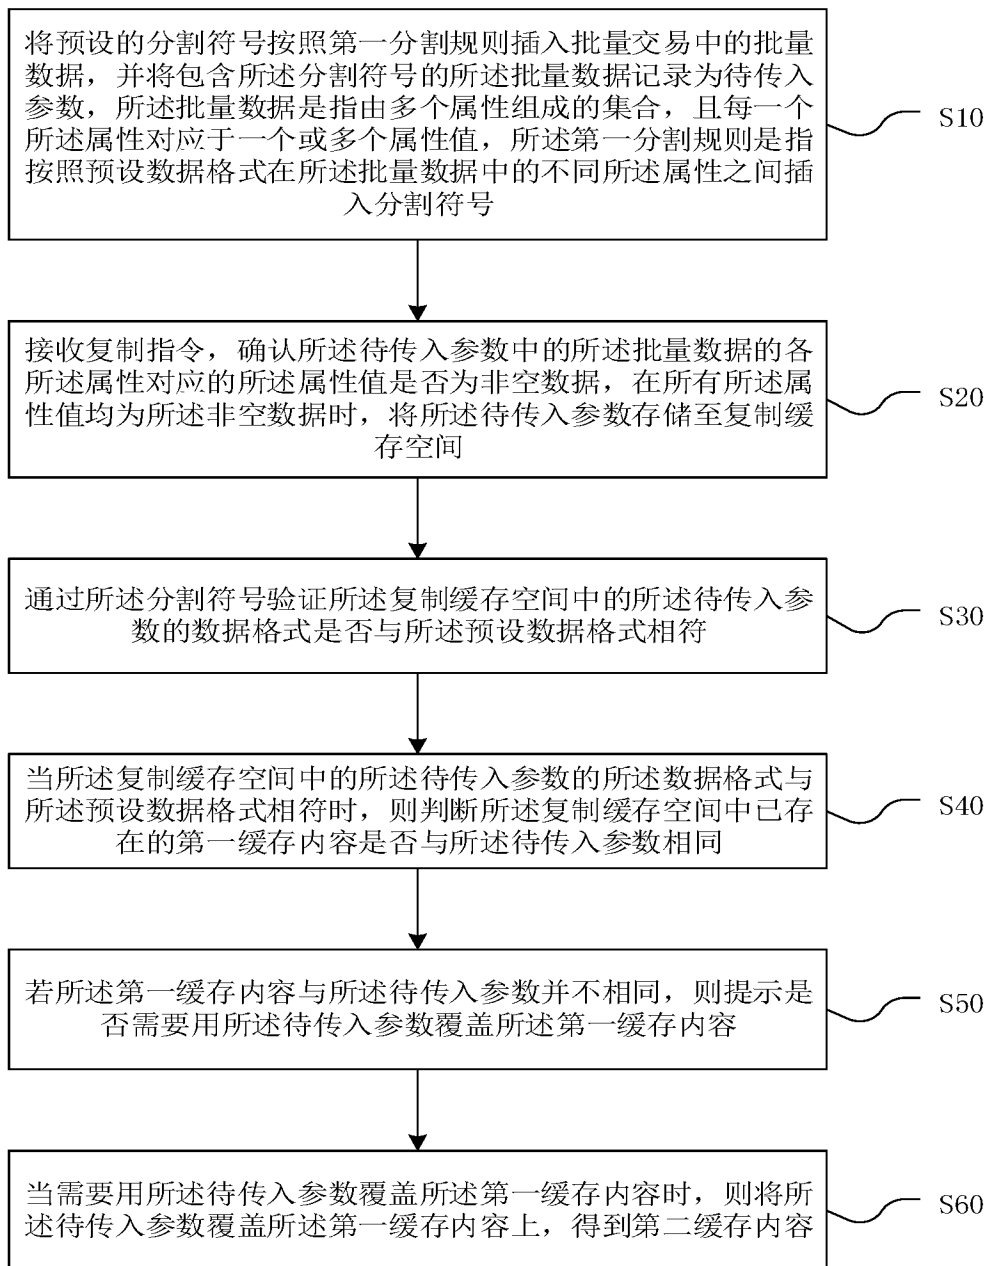 将预设的分割符号按照第一分割规则插入批量交易中的批量
数据，并将包含所述分割符号的所述批量数据记录为待传入
参数，所述批量数据是指由多个属性组成的集合，且每一个
所述属性对应于一个或多个属性值，所述第一分割规则是指
按照预设数据格式在所述批量数据中的不同所述属性之间插
入分割符号
S10
接收复制指令，确认所述待传入参数中的所述批量数据的各
所述属性对应的所述属性值是否为非空数据，在所有所述属
性值均为所述非空数据时，将所述待传入参数存储至复制缓
存空间
S20
通过所述分割符号验证所述复制缓存空间中的所述待传入参
数的数据格式是否与所述预设数据格式相符
S30
当所述复制缓存空间中的所述待传入参数的所述数据格式与
所述预设数据格式相符时，则判断所述复制缓存空间中已存
在的第一缓存内容是否与所述待传入参数相同
S40
若所述第一缓存内容与所述待传入参数并不相同，则提示是
否需要用所述待传入参数覆盖所述第一缓存内容
S50
当需要用所述待传入参数覆盖所述第一缓存内容时，则将所
述待传入参数覆盖所述第一缓存内容上，得到第二缓存内容
S60